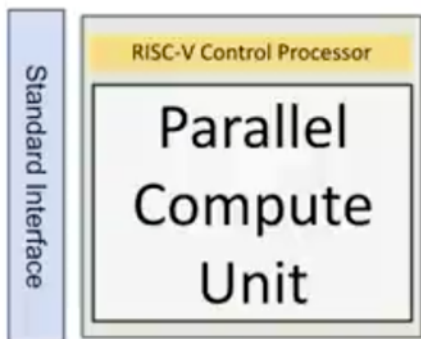 Standard Interface
RISC-V Control Processor
Parallel
Compute
Unit